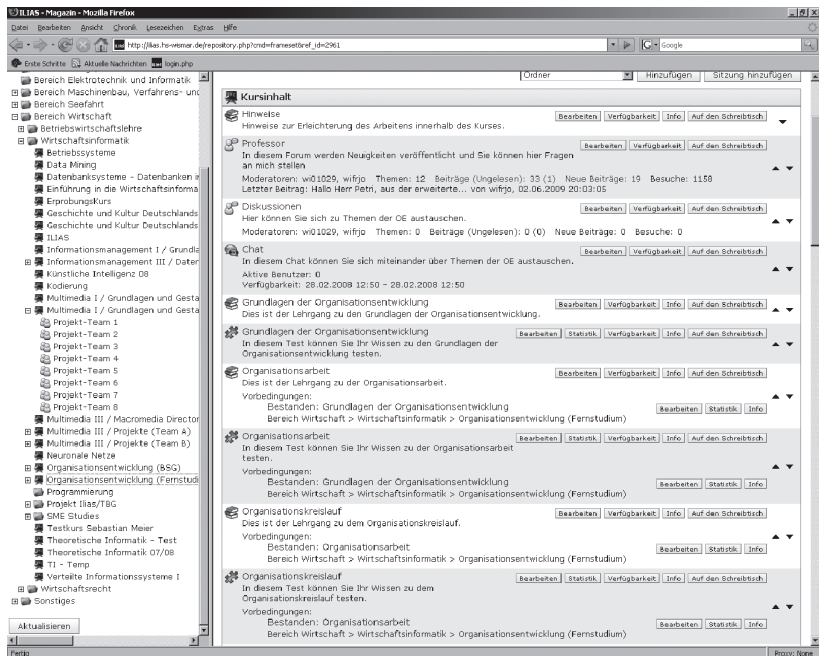 ILIAS - Magazin - Mozilla Firefox
Datei Bearbeiten Ansicht Chronik Lesezeichen Extras Hilfe
http://ilias.hs-wismar.de/repository.php?cmd=frameset&ref_id=2961
Google
Erste Schritte Aktuelle Nachrichten login.php
Bereich Elektrotechnik und Informatik
Bereich Maschinenbau, Verfahrens- und
Bereich Seefahrt
Bereich Wirtschaft
Betriebswirtschaftslehre
Wirtschaftsinformatik
Betriebssysteme
Data Mining
Datenbanksysteme - Datenbanken i
Einführung in die Wirtschaftsinforma
ErprobungsKurs
Geschichte und Kultur Deutschlands
Geschichte und Kultur Deutschlands
ILIAS
Informationsmanagement I / Grundla
Informationsmanagement III / Daten
Künstliche Intelligenz 08
Kodierung
Multimedia I / Grundlagen und Gesta
Multimedia I / Grundlagen und Gesta
Projekt-Team 1
Projekt-Team 2
Projekt-Team 3
Projekt-Team 4
Projekt-Team 5
Projekt-Team 6
Projekt-Team 7
Projekt-Team 8
Multimedia III / Macromedia Director
Multimedia III / Projekte (Team A)
Multimedia III / Projekte (Team B)
Neuronale Netze
Organisationsentwicklung (BSG)
Organisationsentwicklung (Fernstudi
Programmierung
Projekt Ilias/TBG
SME Studies
Testkurs Sebastian Meier
Theoretische Informatik - Test
Theoretische Informatik 07/08
TI - Temp
Verteilte Informationssysteme I
Wirtschaftsrecht
Sonstiges
Aktualisieren
Ordner Hinzufügen Sitzung hinzufügen
Kursinhalt
Hinweise Bearbeiten Verfügbarkeit Info Auf den Schreibtisch
Hinweise zur Erleichterung des Arbeitens innerhalb des Kurses.
Professor Bearbeiten Verfügbarkeit Auf den Schreibtisch
In diesem Forum werden Neuigkeiten veröffentlicht und Sie können hier Fragen
an mich stellen
Moderatoren: wi01029, wifrjo Themen: 12 Beiträge (Ungelesen): 33 (1) Neue Beiträge: 19 Besuche: 1158
Letzter Beitrag: Hallo Herr Petri, aus der erweiterte... von wifrjo, 02.06.2009 20:03:05
Diskussionen Bearbeiten Verfügbarkeit Auf den Schreibtisch
Hier können Sie sich zu Themen der OE austauschen.
Moderatoren: wi01029, wifrjo Themen: 0 Beiträge (Ungelesen): 0 (0) Neue Beiträge: 0 Besuche: 0
Chat Bearbeiten Verfügbarkeit Auf den Schreibtisch
In diesem Chat können Sie sich miteinander über Themen der OE austauschen.
Aktive Benutzer: 0
Verfügbarkeit: 28.02.2008 12:50 - 28.02.2008 12:50
Grundlagen der Organisationsentwicklung Bearbeiten Verfügbarkeit Info Auf den Schreibtisch
Dies ist der Lehrgang zu den Grundlagen der Organisationsentwicklung.
Grundlagen der Organisationsentwicklung Bearbeiten Statistik Verfügbarkeit Info Auf den Schreibtisch
In diesem Test können Sie Ihr Wissen zu den Grundlagen der
Organisationsentwicklung testen.
Organisationsarbeit Bearbeiten Verfügbarkeit Info Auf den Schreibtisch
Dies ist der Lehrgang zu der Organisationsarbeit.
Vorbedingungen:
Bestanden: Grundlagen der Organisationsentwicklung Bearbeiten Statistik Info
Bereich Wirtschaft > Wirtschaftsinformatik > Organisationsentwicklung (Fernstudium)
Organisationsarbeit Bearbeiten Statistik Verfügbarkeit Info Auf den Schreibtisch
In diesem Test können Sie Ihr Wissen zu der Organisationsarbeit
testen.
Vorbedingungen:
Bestanden: Grundlagen der Organisationsentwicklung Bearbeiten Statistik Info
Bereich Wirtschaft > Wirtschaftsinformatik > Organisationsentwicklung (Fernstudium)
Organisationskreislauf Bearbeiten Verfügbarkeit Info Auf den Schreibtisch
Dies ist der Lehrgang zu dem Organisationskreislauf.
Vorbedingungen:
Bestanden: Organisationsarbeit Bearbeiten Statistik Info
Bereich Wirtschaft > Wirtschaftsinformatik > Organisationsentwicklung (Fernstudium)
Organisationskreislauf Bearbeiten Statistik Verfügbarkeit Info Auf den Schreibtisch
In diesem Test können Sie Ihr Wissen zu dem
Organisationskreislauf testen.
Vorbedingungen:
Bestanden: Organisationsarbeit Bearbeiten Statistik Info
Bereich Wirtschaft > Wirtschaftsinformatik > Organisationsentwicklung (Fernstudium)
Fertig Proxy: None